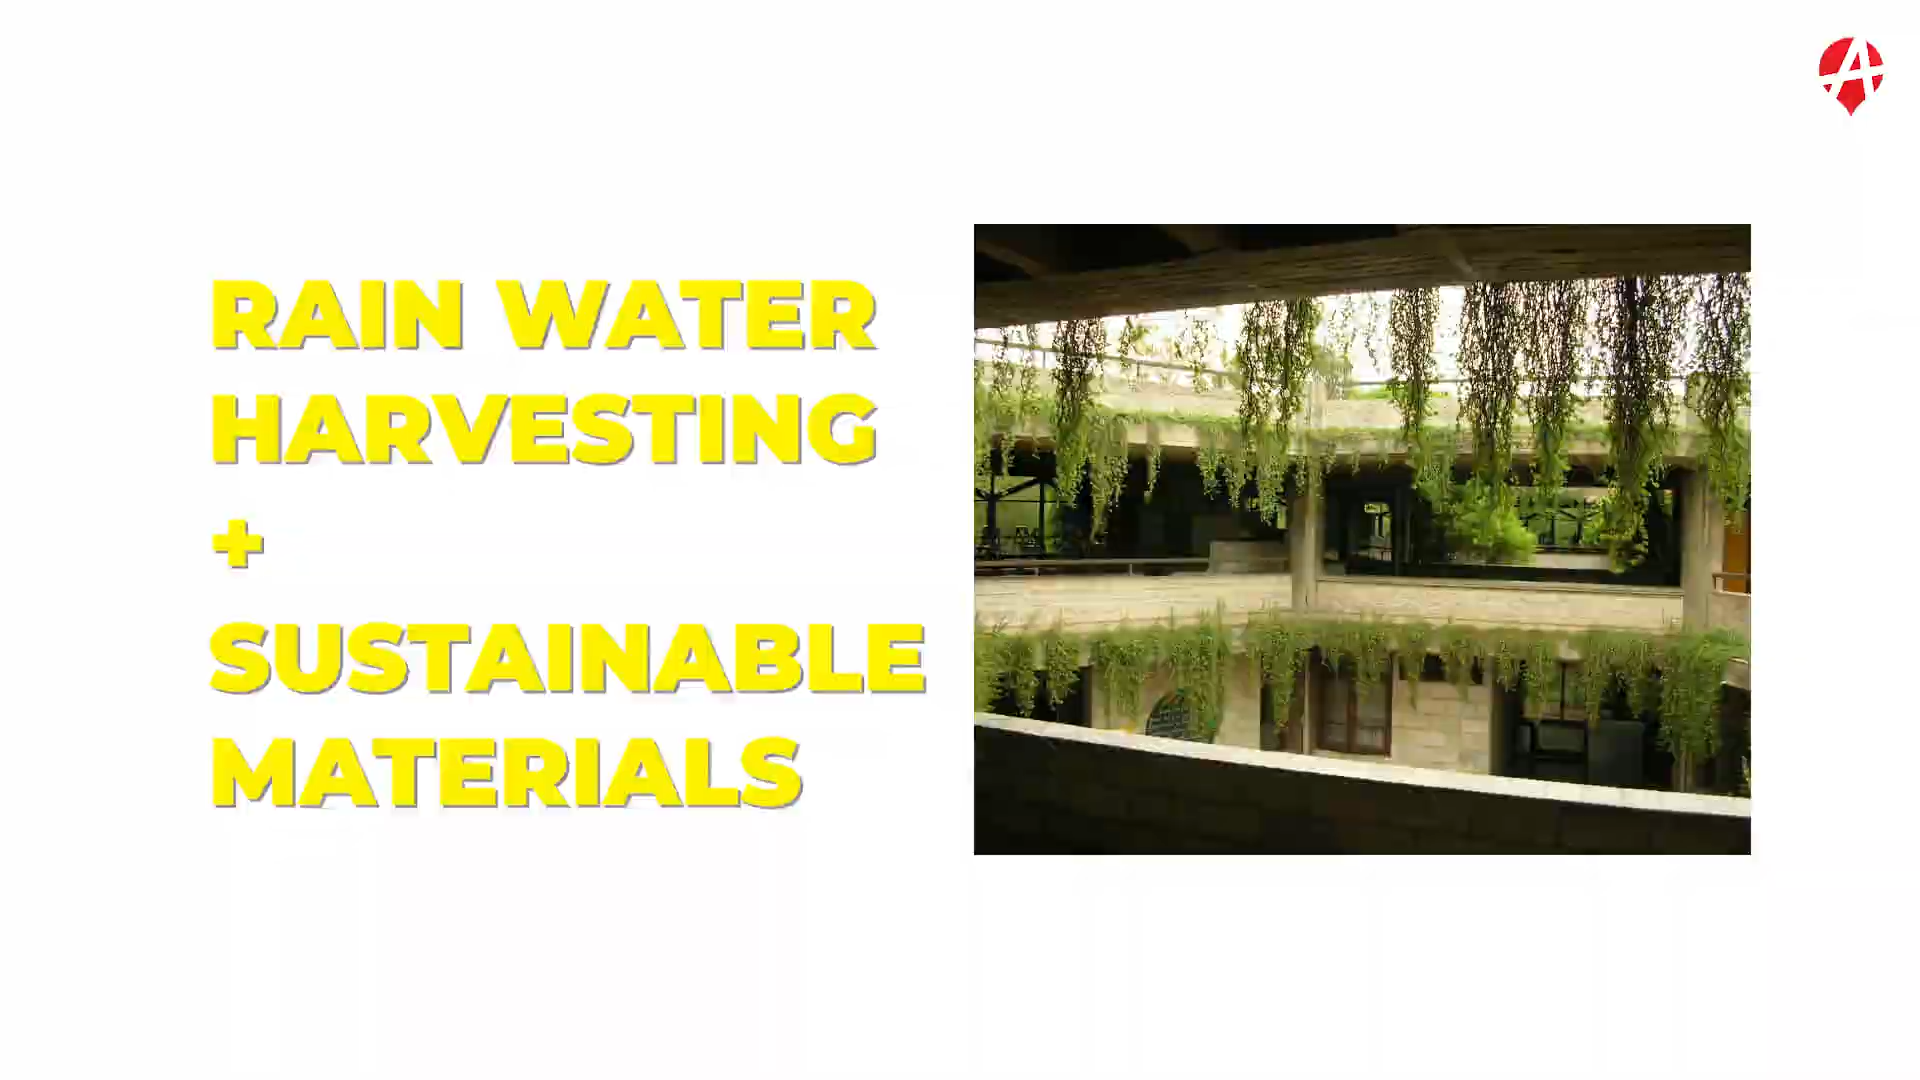 RAIN WATER
HARVESTING
+
SUSTAINABLE
MATERIALS